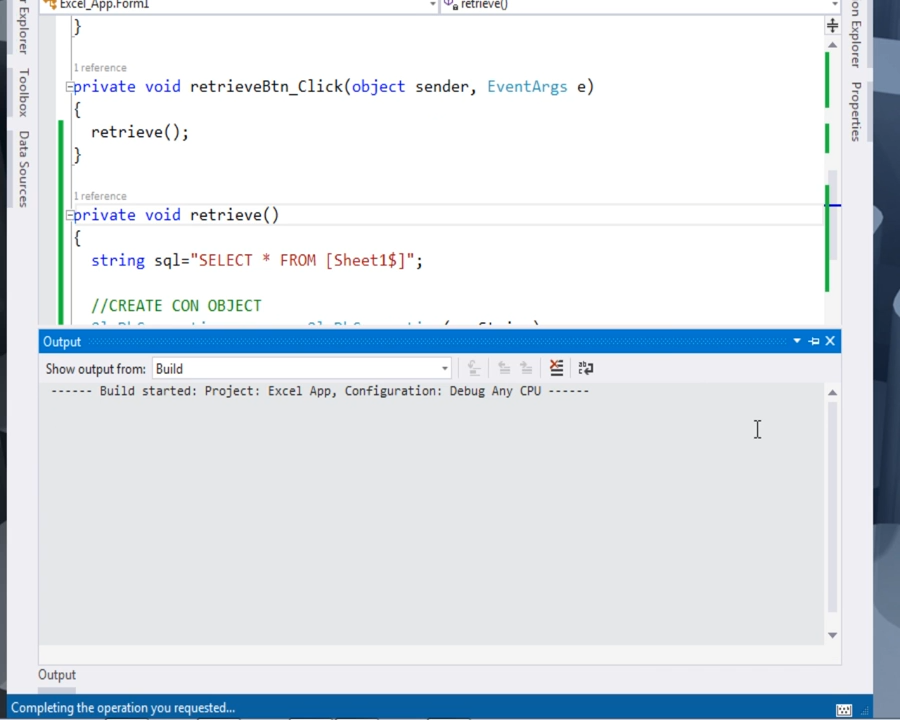 Excel_App.Form1
retrieve()
}
1 reference
private void retrieveBtn_Click(object sender, EventArgs e)
{
retrieve();
}
1 reference
private void retrieve()
{
string sql="SELECT * FROM [Sheet1$]";
//CREATE CON OBJECT
Output
Show output from:
Build
------ Build started: Project: Excel App, Configuration: Debug Any CPU ------
Output
Completing the operation you requested...
Explorer
Toolbox
Data Sources
Explorer
Properties